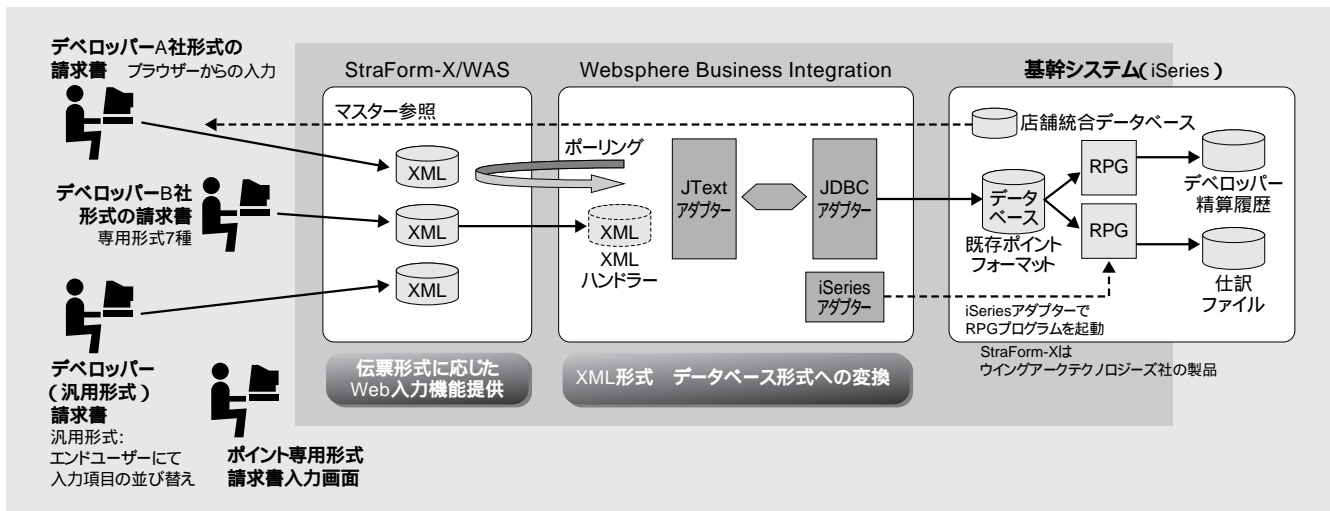 デベロッパーA社形式の
請求書 ブラウザーからの入力
StraForm-X/WAS
Websphere Business Integration
基幹システム(iSeries)
マスター参照
店舗統合データベース
ポーリング
XML
JText
アダプター
JDBC
アダプター
RPG
デベロッパー
精算履歴
デベロッパーB社
形式の請求書
専用形式7種
XML
XML
XML
ハンドラー
データ
ベース
既存ポイント
フォーマット
RPG
仕訳
ファイル
XML
iSeries
アダプター
iSeriesアダプターで
RPGプログラムを起動
デベロッパー
(汎用形式)
請求書
汎用形式:
エンドユーザーにて
入力項目の並び替え
ポイント専用形式
請求書入力画面
伝票形式に応じた
Web入力機能提供
XML形式 データベース形式への変換
StraForm-Xは
ウイングアークテクノロジーズ社の製品